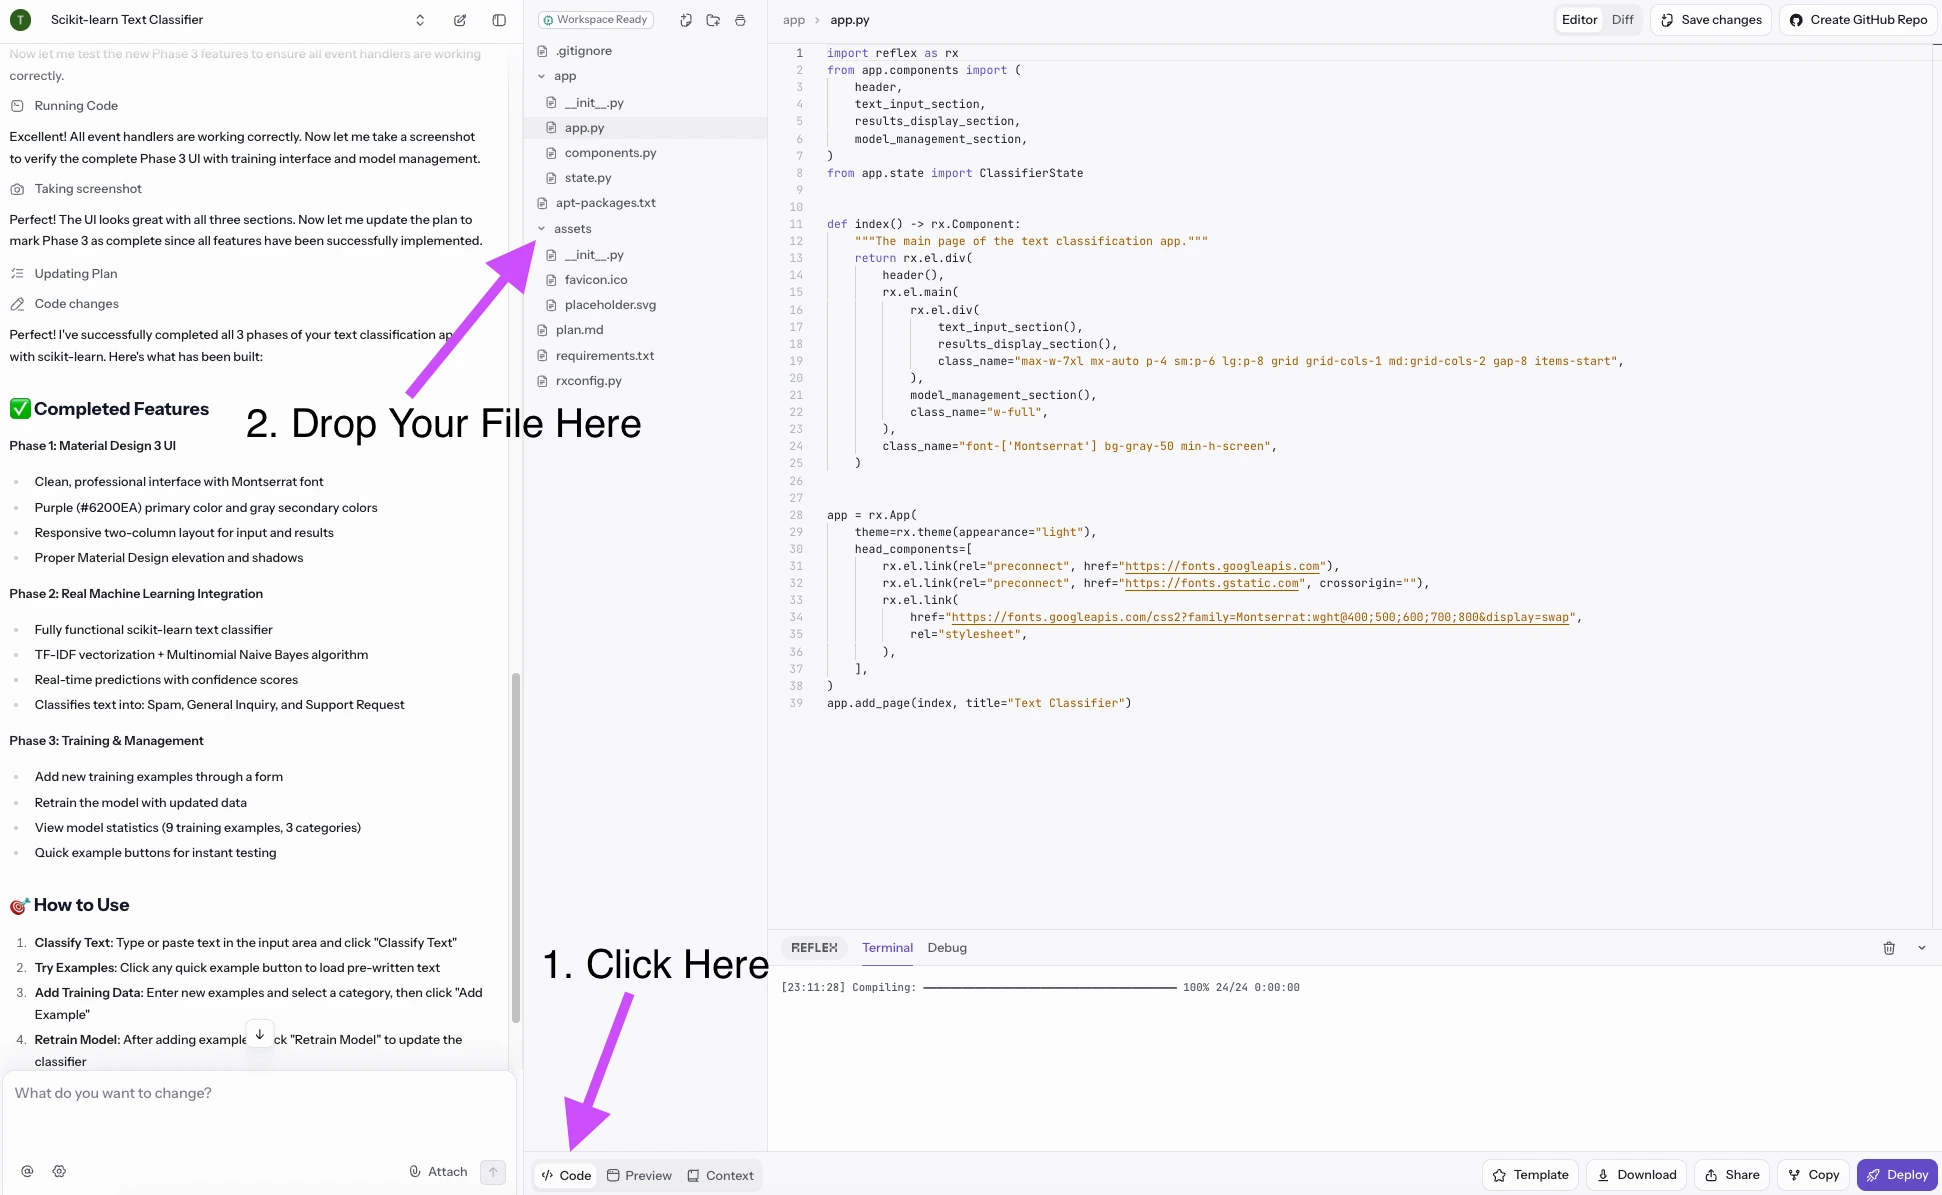 T Scikit-learn Text Classifier
Now let me test the new Phase 3 features to ensure all event handlers are working
correctly.
Running Code
Excellent! All event handlers are working correctly. Now let me take a screenshot
to verify the complete Phase 3 UI with training interface and model management.
Taking screenshot
Perfect! The UI looks great with all three sections. Now let me update the plan to
mark Phase 3 as complete since all features have been successfully implemented.
Updating Plan
Code changes
Perfect! I've successfully completed all 3 phases of your text classification ap
with scikit-learn. Here's what has been built:
✅ Completed Features
Phase 1: Material Design 3 UI
• Clean, professional interface with Montserrat font
• Purple (#6200EA) primary color and gray secondary colors
• Responsive two-column layout for input and results
• Proper Material Design elevation and shadows
Phase 2: Real Machine Learning Integration
• Fully functional scikit-learn text classifier
• TF-IDF vectorization + Multinomial Naive Bayes algorithm
• Real-time predictions with confidence scores
• Classifies text into: Spam, General Inquiry, and Support Request
Phase 3: Training & Management
• Add new training examples through a form
• Retrain the model with updated data
• View model statistics (9 training examples, 3 categories)
• Quick example buttons for instant testing
🎯 How to Use
1. Classify Text: Type or paste text in the input area and click "Classify Text"
2. Try Examples: Click any quick example button to load pre-written text
3. Add Training Data: Enter new examples and select a category, then click "Add
Example"
4. Retrain Model: After adding example ck "Retrain Model" to update the
classifier
What do you want to change?
Attach
Workspace Ready
.gitignore
app
__init__.py
app.py
components.py
state.py
apt-packages.txt
assets
__init__.py
favicon.ico
placeholder.svg
plan.md
requirements.txt
rxconfig.py
2. Drop Your File Here
1. Click Here
Code Preview Context
app › app.py
Editor Diff Save changes Create GitHub Repo
1 import reflex as rx
2 from app.components import (
3     header,
4     text_input_section,
5     results_display_section,
6     model_management_section,
7 )
8 from app.state import ClassifierState
9
10
11 def index() -> rx.Component:
12     """The main page of the text classification app."""
13     return rx.el.div(
14         header(),
15         rx.el.main(
16             rx.el.div(
17                 text_input_section(),
18                 results_display_section(),
19                 class_name="max-w-7xl mx-auto p-4 sm:p-6 lg:p-8 grid grid-cols-1 md:grid-cols-2 gap-8 items-start",
20             ),
21             model_management_section(),
22             class_name="w-full",
23         ),
24         class_name="font-['Montserrat'] bg-gray-50 min-h-screen",
25     )
26
27
28 app = rx.App(
29     theme=rx.theme(appearance="light"),
30     head_components=[
31         rx.el.link(rel="preconnect", href="https://fonts.googleapis.com"),
32         rx.el.link(rel="preconnect", href="https://fonts.gstatic.com", crossorigin=""),
33         rx.el.link(
34             href="https://fonts.googleapis.com/css2?family=Montserrat:wght@400;500;600;700;800&display=swap",
35             rel="stylesheet",
36         ),
37     ],
38 )
39 app.add_page(index, title="Text Classifier")
REFLEX Terminal Debug
[23:11:28] Compiling: 100% 24/24 0:00:00
Template Download Share Copy Deploy